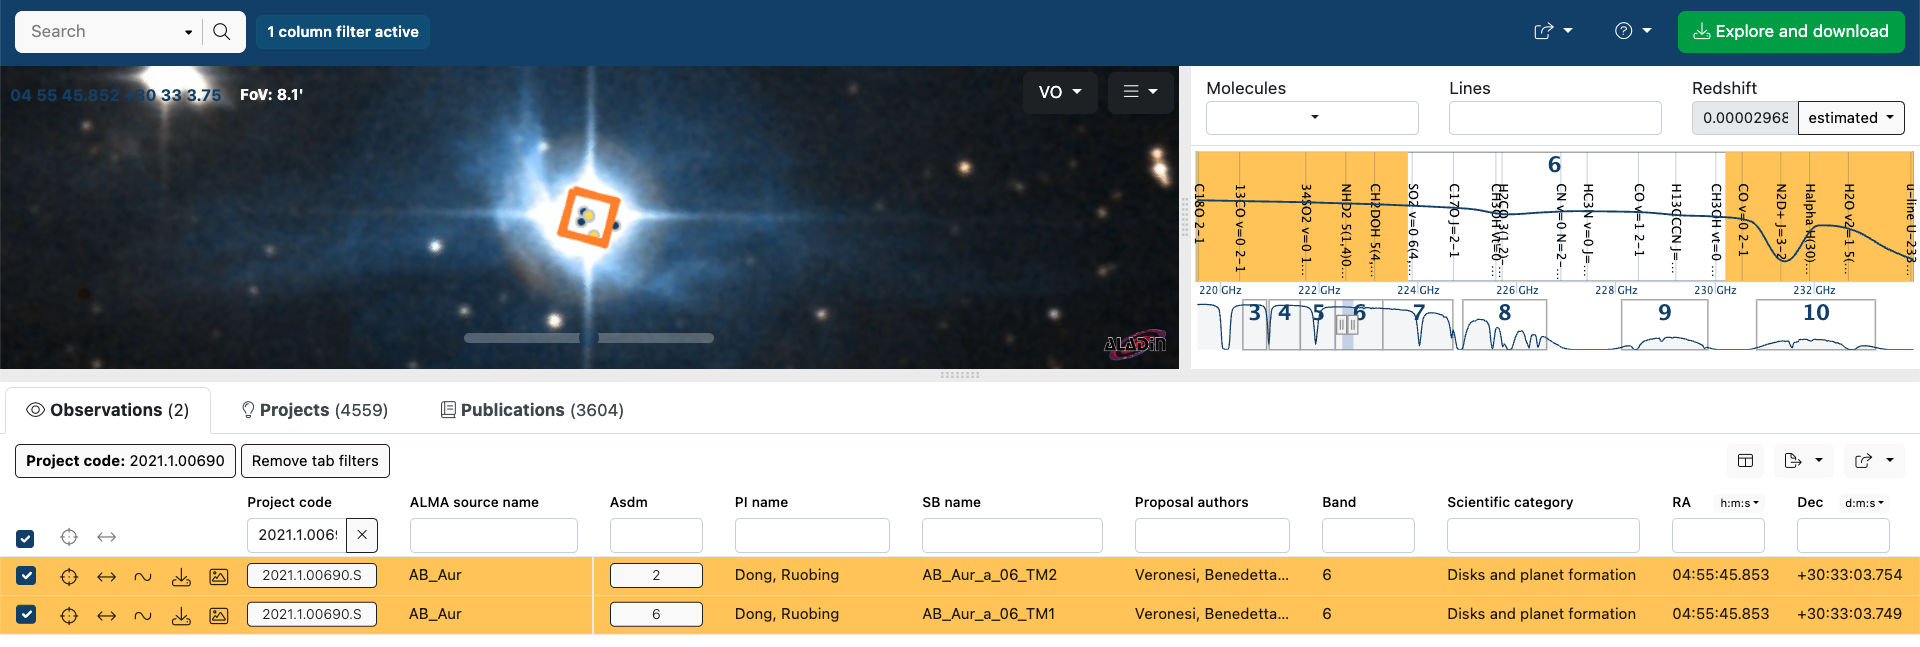 Search
1 column filter active
Explore and download
04 55 45.852 +30 33 3.75 FoV: 8.1'
VO
ALADIN
Molecules Lines Redshift
0.00002968 estimated
6
C18O 2-1
13CO v=0 2-1
34SO2 v=0 1...
NHD2 5(1,4)0...
CH2DOH 5(4,...
SO2 v=0 6(4,...
C17O J=2-1
CN v=0 N=2-...
HC3N v=0 J=...
CO v=1 2-1
H13CCCN J=...
CH3OH vt=0 ...
CO v=0 2-1
N2D+ J=3-2
Halpha H(30)...
H2O v2=1 5(...
u-line U-233...
220 GHz 222 GHz 224 GHz 226 GHz 228 GHz 230 GHz 232 GHz
3 4 5 6 7 8 9 10
Observations (2) Projects (4559) Publications (3604)
Project code: 2021.1.00690 Remove tab filters
Project code ALMA source name Asdm PI name SB name Proposal authors Band Scientific category RA h:m:s Dec d:m:s
2021.1.006
2021.1.00690.S AB_Aur 2 Dong, Ruobing AB_Aur_a_06_TM2 Veronesi, Benedetta... 6 Disks and planet formation 04:55:45.853 +30:33:03.754
2021.1.00690.S AB_Aur 6 Dong, Ruobing AB_Aur_a_06_TM1 Veronesi, Benedetta... 6 Disks and planet formation 04:55:45.853 +30:33:03.749